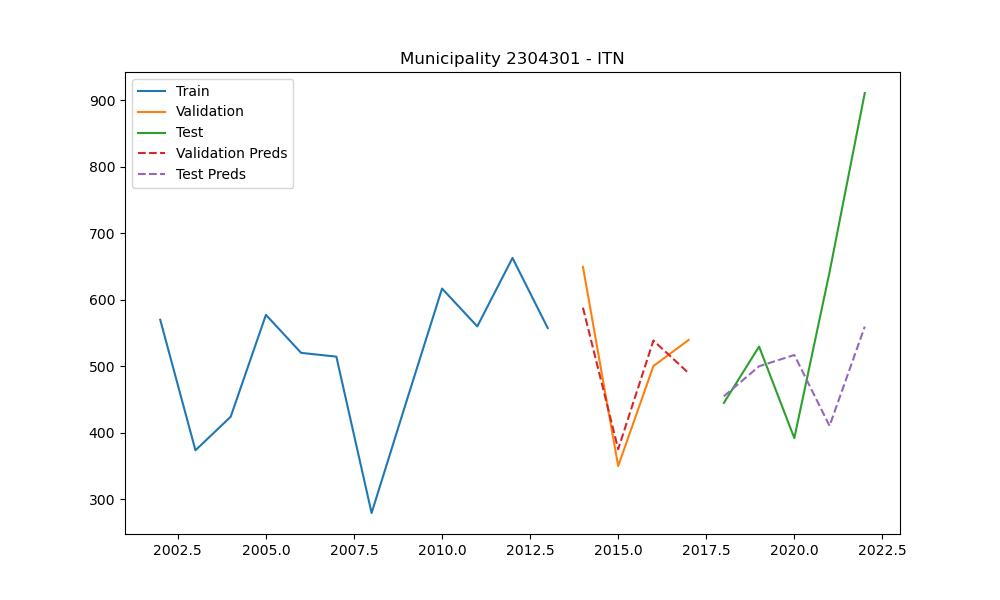 Municipality 2304301 - ITN
Train
Validation
Test
Validation Preds
Test Preds
900
800
700
600
500
400
300
2002.5 2005.0 2007.5 2010.0 2012.5 2015.0 2017.5 2020.0 2022.5